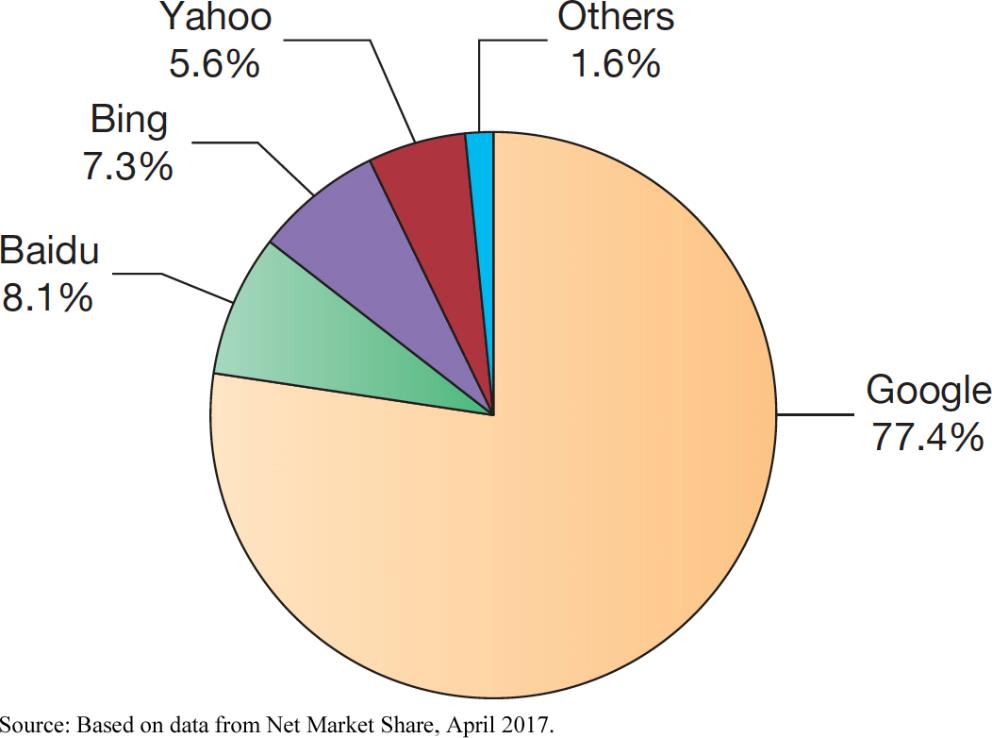 Yahoo
5.6%
Others
1.6%
Bing
7.3%
Baidu
8.1%
Google
77.4%
Source: Based on data from Net Market Share, April 2017.